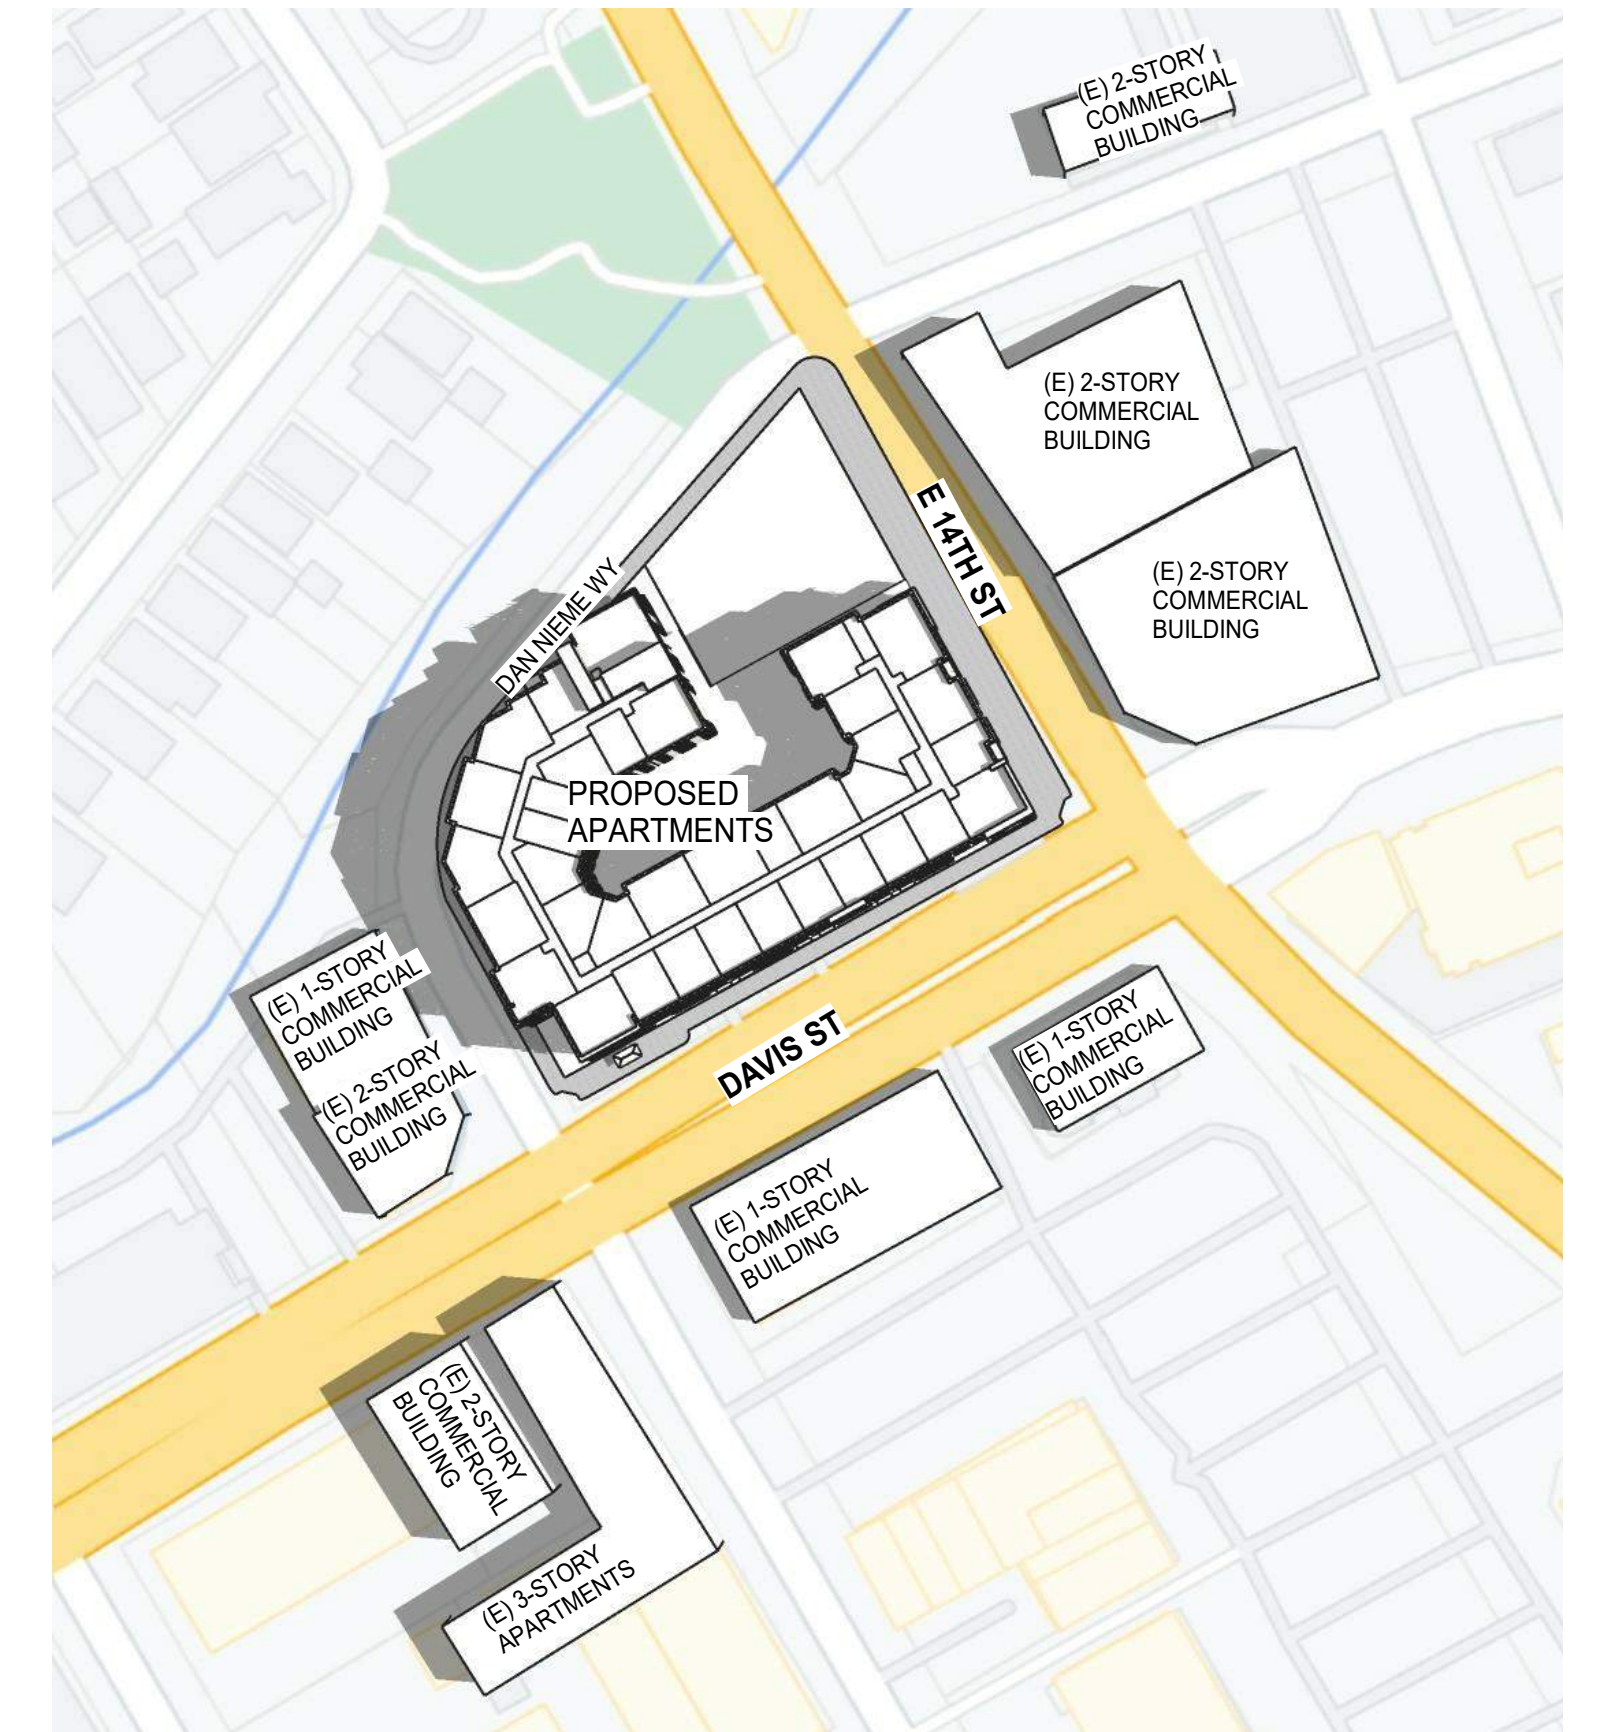 (E) 2-STORY
COMMERCIAL
BUILDING
(E) 2-STORY
COMMERCIAL
BUILDING
E 14TH ST
(E) 2-STORY
COMMERCIAL
BUILDING
DAN NIEME WY
PROPOSED
APARTMENTS
(E) 1-STORY
COMMERCIAL
BUILDING
(E) 2-STORY
COMMERCIAL
BUILDING
DAVIS ST
(E) 1-STORY
COMMERCIAL
BUILDING
(E) 1-STORY
COMMERCIAL
BUILDING
(E) 2-STORY
COMMERCIAL
BUILDING
(E) 3-STORY
APARTMENTS